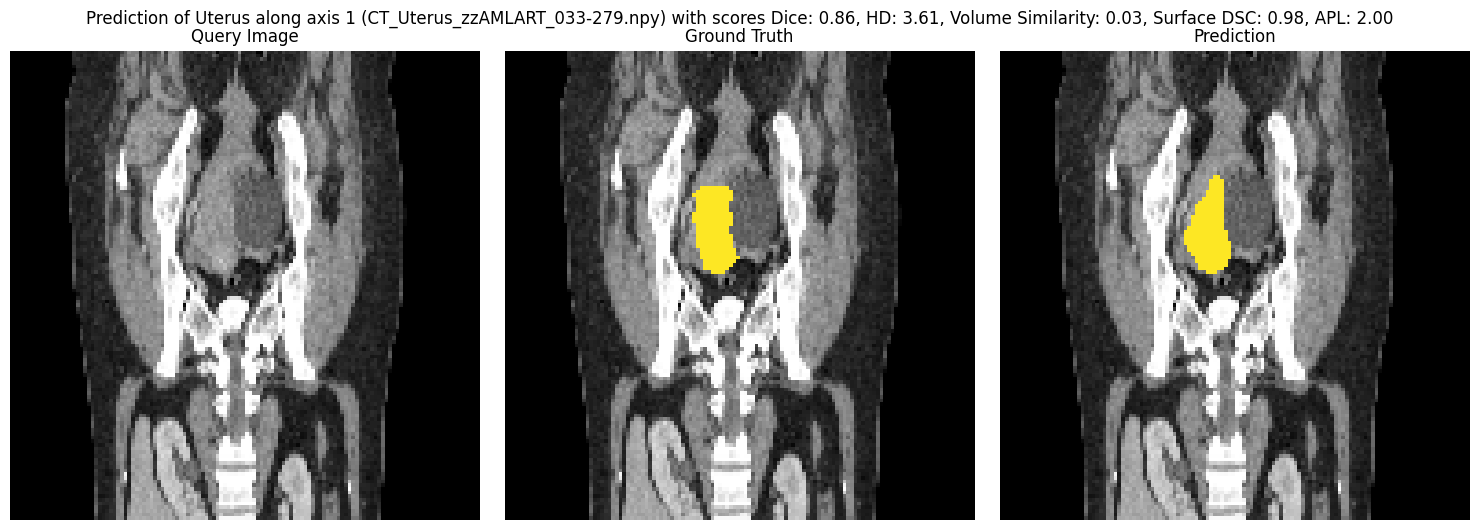 Prediction of Uterus along axis 1 (CT_Uterus_zzAMLART_033-279.npy) with scores Dice: 0.86, HD: 3.61, Volume Similarity: 0.03, Surface DSC: 0.98, APL: 2.00
Query Image
Ground Truth
Prediction